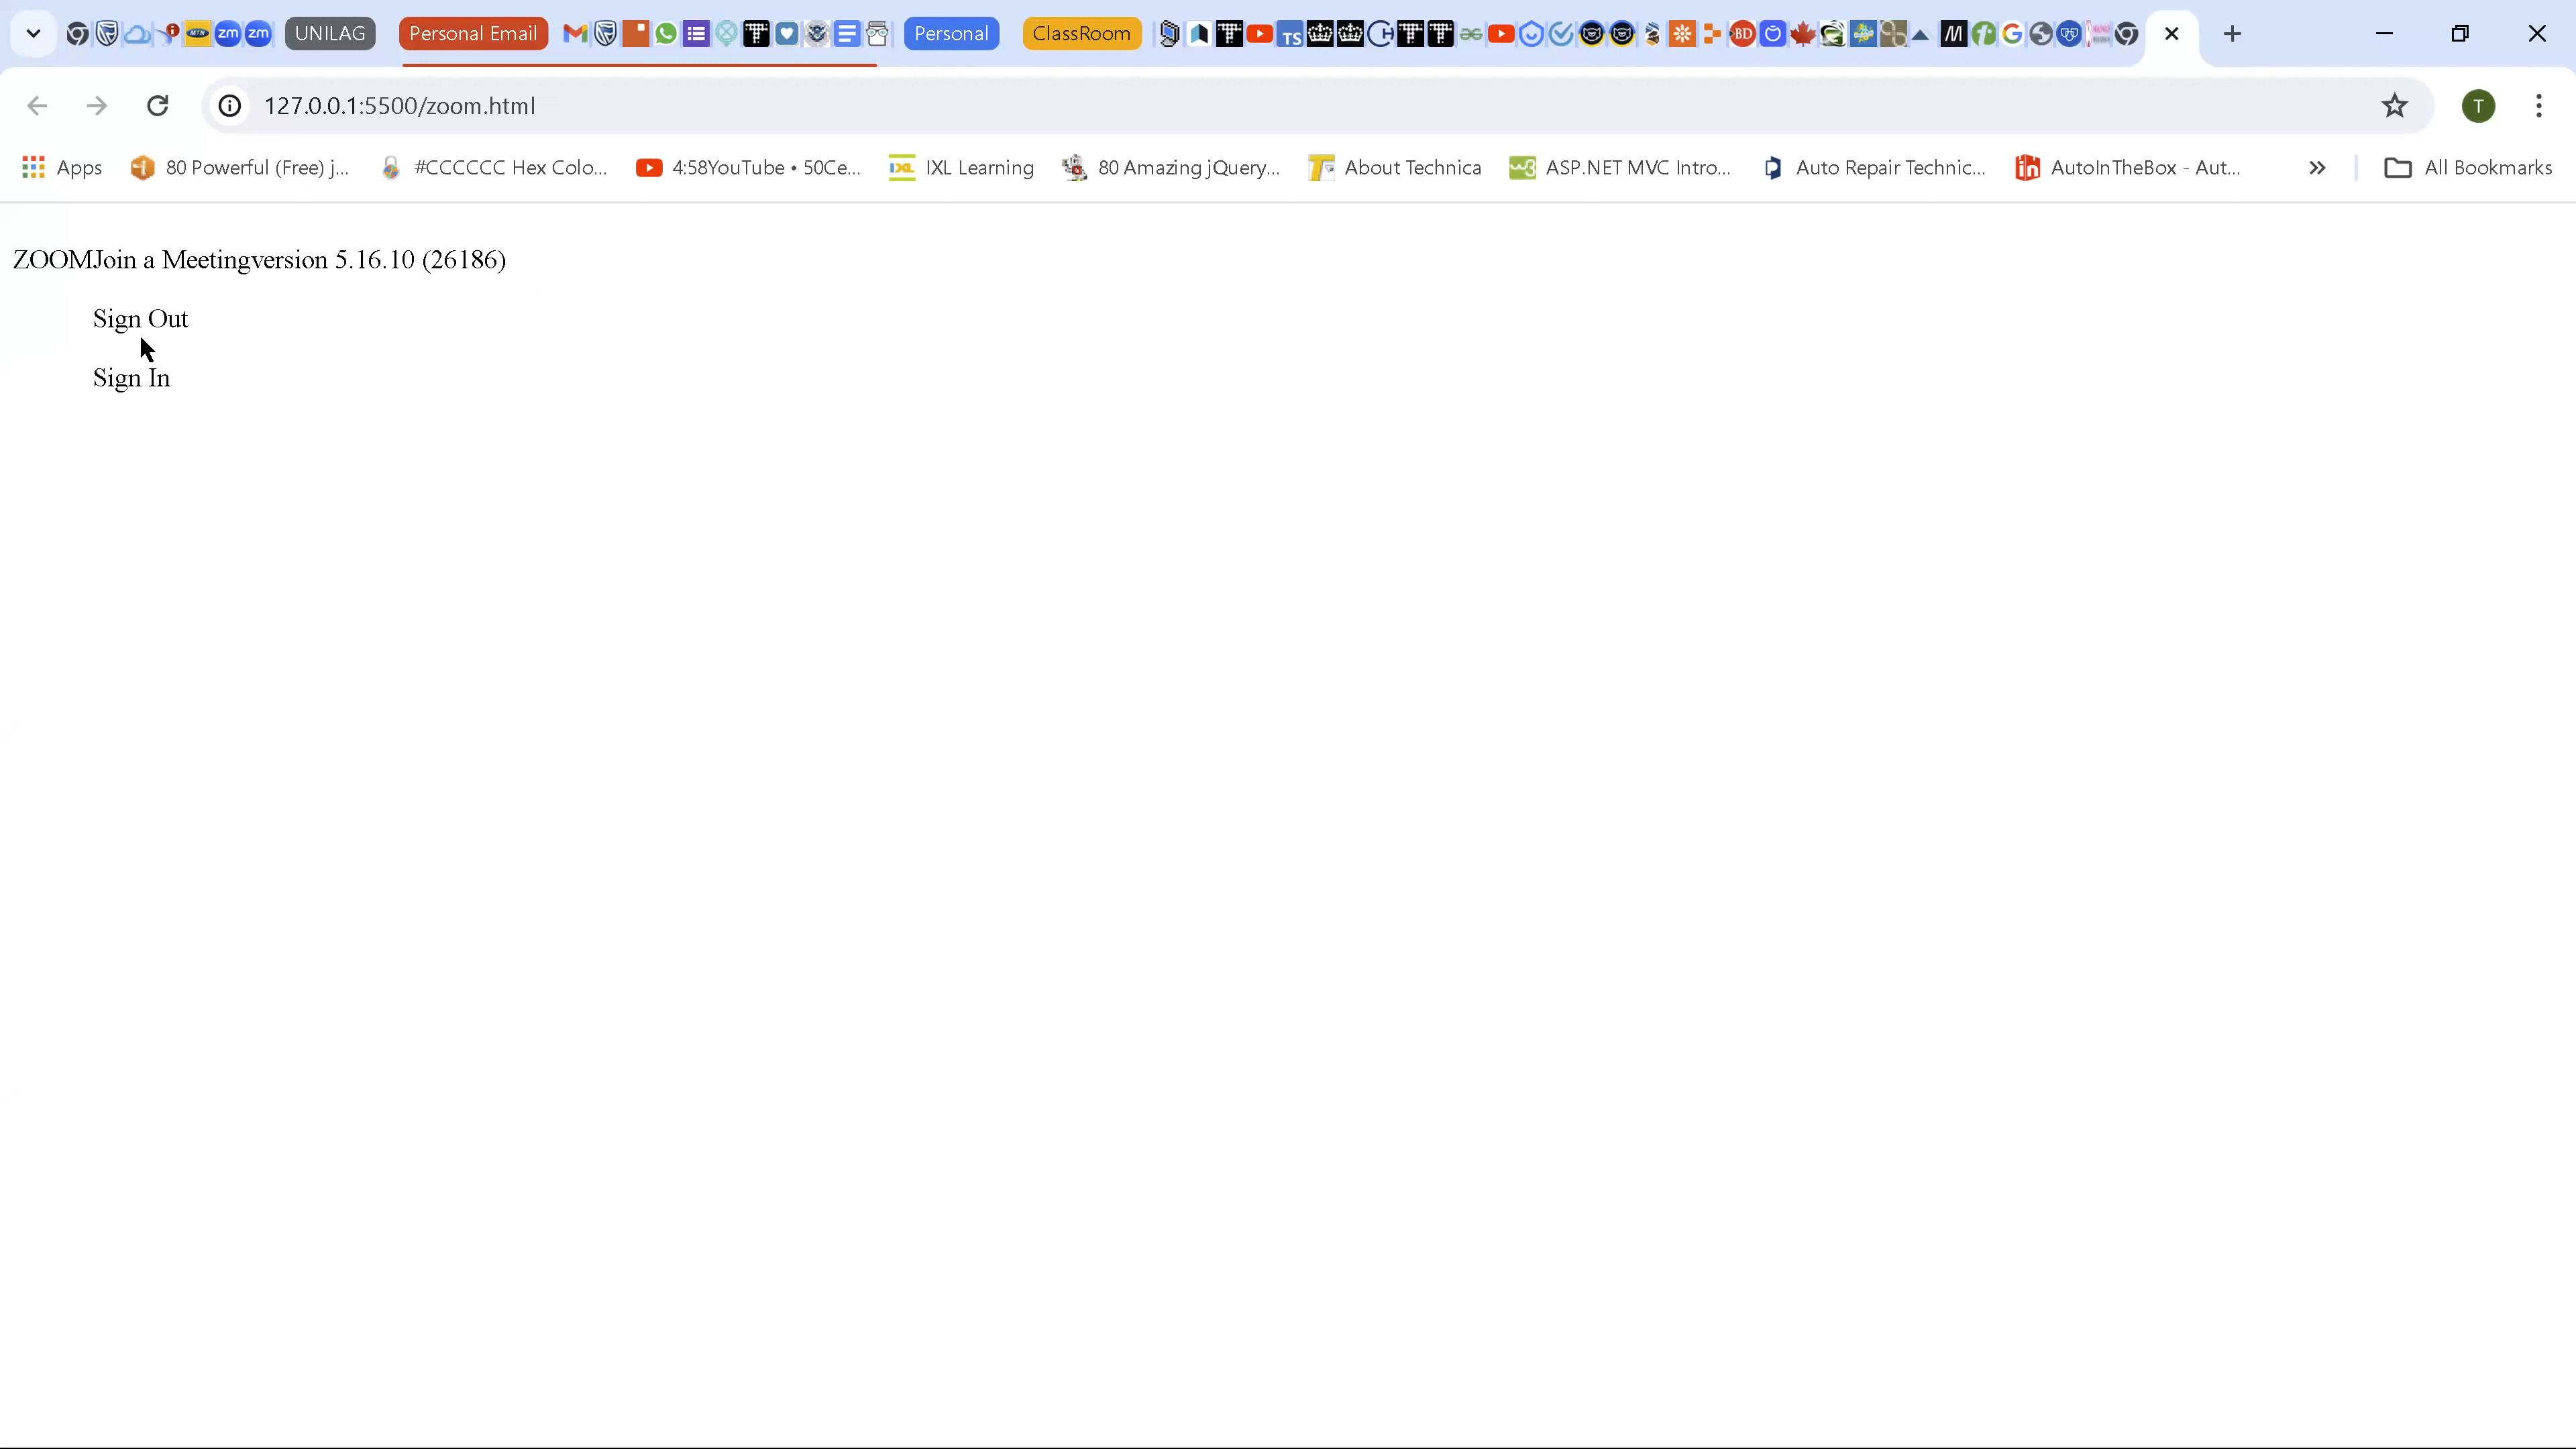 UNILAG Personal Email Personal ClassRoom
127.0.0.1:5500/zoom.html
Apps 80 Powerful (Free) j... #CCCCCC Hex Colo... 4:58YouTube • 50Ce... IXL Learning 80 Amazing jQuery... About Technica ASP.NET MVC Intro... Auto Repair Technic... AutoInTheBox - Aut... All Bookmarks
ZOOMJoin a Meetingversion 5.16.10 (26186)
Sign Out
Sign In